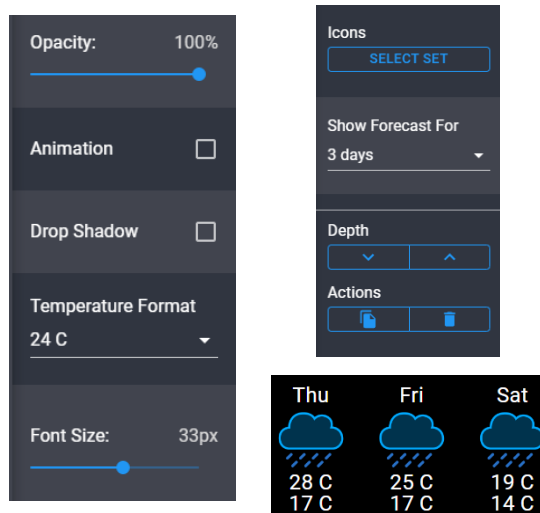 Opacity: 100%
Animation
Drop Shadow
Temperature Format
24 C
Font Size: 33px
Icons
SELECT SET
Show Forecast For
3 days
Depth
Actions
Thu Fri Sat
28 C 25 C 19 C
17 C 17 C 14 C